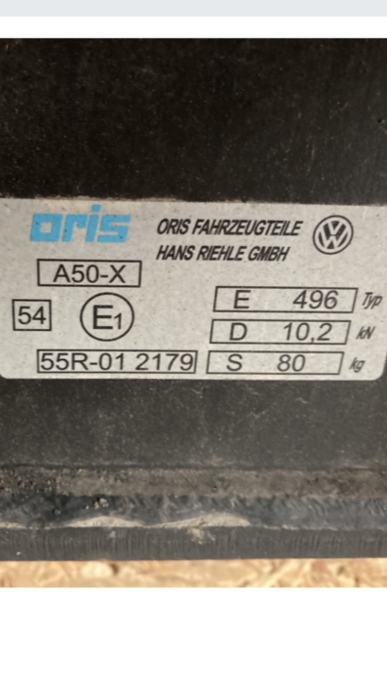 oris
ORIS FAHRZEUGTEILE
HANS RIEHLE GMBH
A50-X
54 E1
E 496 Typ
D 10,2 kN
55R-01 2179
S 80 kg